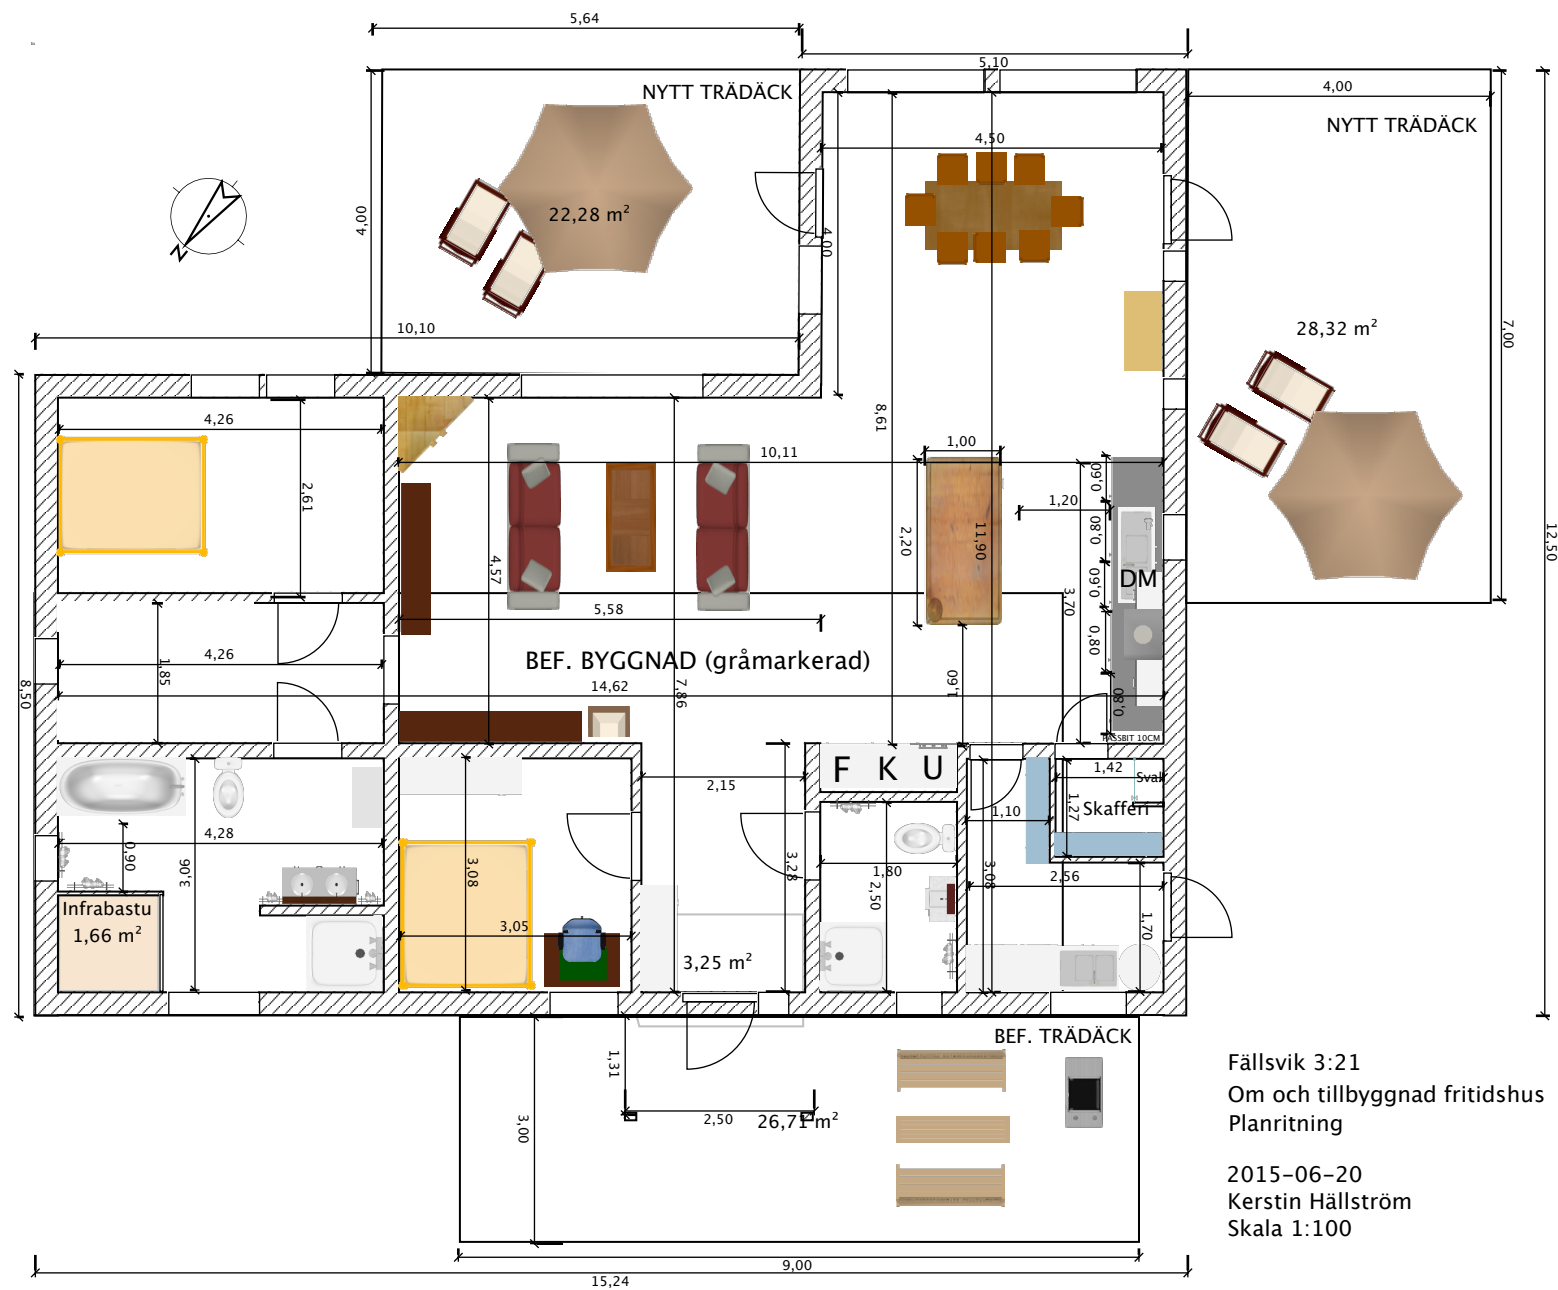 5,64
5,10
NYTT TRÄDÄCK
4,00
NYTT TRÄDÄCK
4,50
4,00
22,28 m²
4,00
N
10,10
28,32 m²
7,00
12,50
4,26
8,61
1,00
10,11
2,61
0,60
1,20
0,80
11,90
2,20
4,57
DM
0,60
3,70
5,58
0,80
BEF. BYGGNAD (gråmarkerad)
4,26
1,85
14,62
7,86
1,60
0,80
8,50
PASSBIT 10CM
F K U
1,42
Sval
2,15
Skafferi
1,27
1,10
4,28
0,90
3,06
3,08
3,28
1,80
2,50
3,08
2,56
Infrabastu
1,66 m²
3,05
1,70
3,25 m²
BEF. TRÄDÄCK
1,31
3,00
2,50
26,71 m²
9,00
15,24
Fällsvik 3:21
Om och tillbyggnad fritidshus
Planritning
2015-06-20
Kerstin Hällström
Skala 1:100